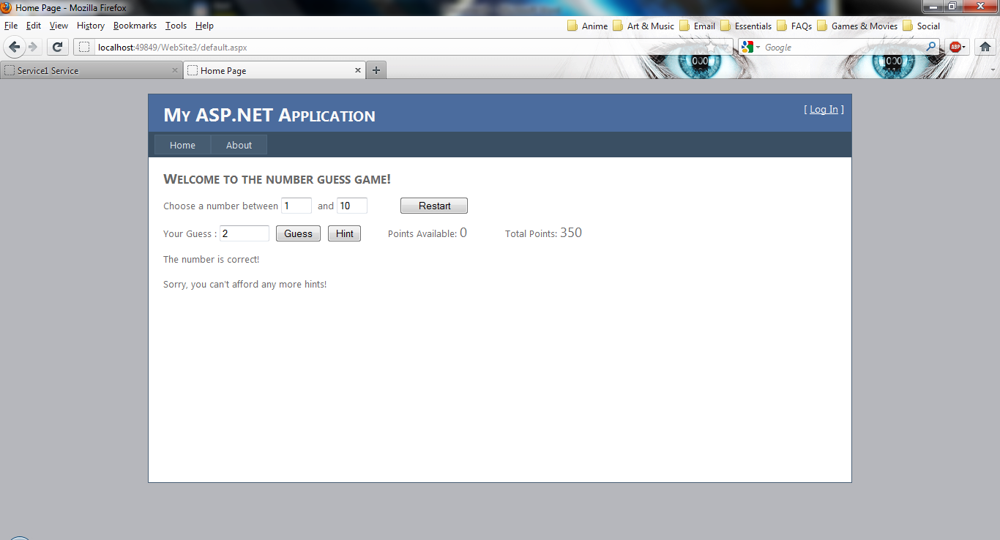 Home Page - Mozilla Firefox
File Edit View History Bookmarks Tools Help Anime Art & Music Email Essentials FAQs Games & Movies Social
localhost:49849/WebSite3/default.aspx Google ABP
Service1 Service Home Page
My ASP.NET Application [ Log In ]
Home About
Welcome to the number guess game!
Choose a number between 1 and 10 Restart
Your Guess : 2 Guess Hint Points Available: 0 Total Points: 350
The number is correct!
Sorry, you can't afford any more hints!